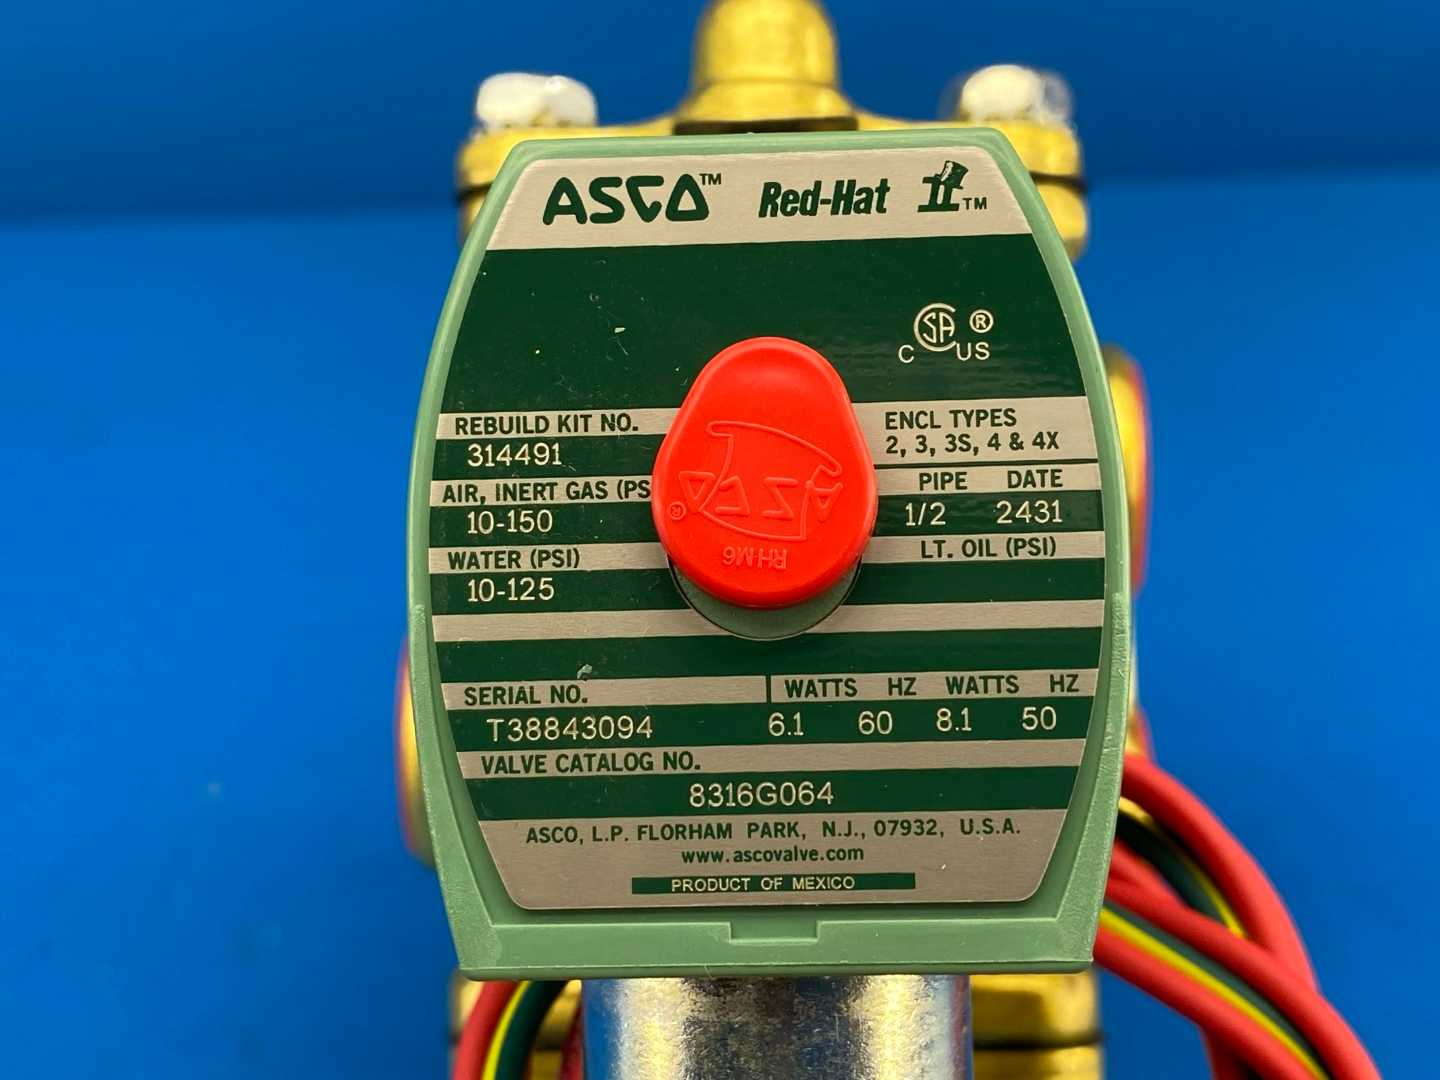 ASCO™ Red-Hat II™
CSA ®
C US
REBUILD KIT NO.
314491
ENCL TYPES
2, 3, 3S, 4 & 4X
AIR, INERT GAS (PS
10-150
PIPE DATE
1/2 2431
WATER (PSI)
10-125
LT. OIL (PSI)
ASCO ®
RHM6
SERIAL NO. WATTS HZ WATTS HZ
T38843094 6.1 60 8.1 50
VALVE CATALOG NO.
8316G064
ASCO, L.P. FLORHAM PARK, N.J., 07932, U.S.A.
www.ascovalve.com
PRODUCT OF MEXICO